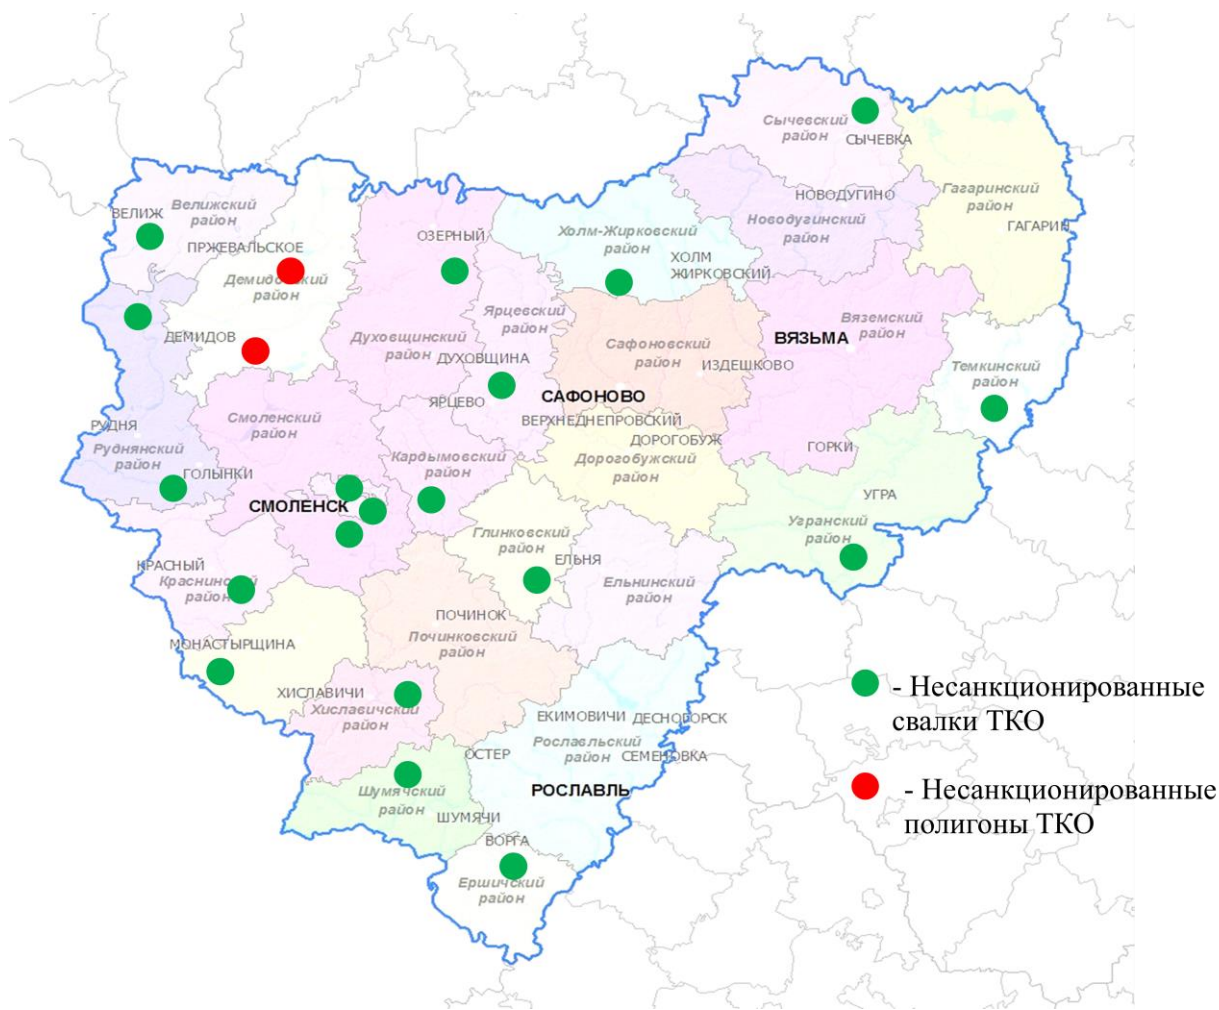 Сычевский
район
СЫЧЕВКА
Гагаринский
район
ГАГАРИН
НОВОДУГИНО
Новодугинский
район
Велижский
район
ВЕЛИЖ
ПРЖЕВАЛЬСКОЕ
Демидовский
район
ДЕМИДОВ
ОЗЕРНЫЙ
Холм-Жирковский
район
ХОЛМ
ЖИРКОВСКИЙ
Ярцевский
район
Духовщинский
район
ДУХОВЩИНА
ЯРЦЕВО
Сафоновский
район
ИЗДЕШКОВО
САФОНОВО
Вяземский
район
ВЯЗЬМА
Темкинский
район
ВЕРХНЕДНЕПРОВСКИЙ
ДОРОГОБУЖ
Дорогобужский
район
ГОРКИ
Смоленский
район
РУДНЯ
Руднянский
район
ГОЛЫНКИ
Кардымовский
район
СМОЛЕНСК
УГРА
Угранский
район
Глинковский
район
ЕЛЬНЯ
Ельнинский
район
КРАСНЫЙ
Краснинский
район
МОНАСТЫРЩИНА
ПОЧИНОК
Починковский
район
ХИСЛАВИЧИ
Хиславичский
район
ЕКИМОВИЧИ
ДЕСНОГОРСК
Рославльский
район
СЕМЕНОВКА
ОСТЕР
РОСЛАВЛЬ
Шумячский
район
ШУМЯЧИ
ВОРГА
Ершичский
район
- Несанкционированные
свалки ТКО
- Несанкционированные
полигоны ТКО